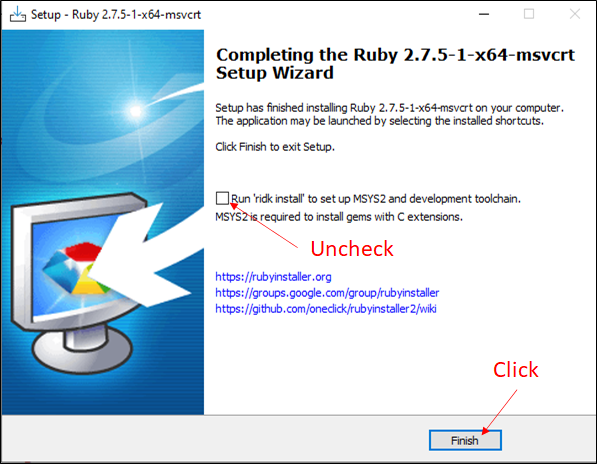 Setup - Ruby 2.7.5-1-x64-msvcrt
Completing the Ruby 2.7.5-1-x64-msvcrt
Setup Wizard
Setup has finished installing Ruby 2.7.5-1-x64-msvcrt on your computer.
The application may be launched by selecting the installed shortcuts.
Click Finish to exit Setup.
Run 'ridk install' to set up MSYS2 and development toolchain.
MSYS2 is required to install gems with C extensions.
Uncheck
https://rubyinstaller.org
https://groups.google.com/group/rubyinstaller
https://github.com/oneclick/rubyinstaller2/wiki
Click
Finish